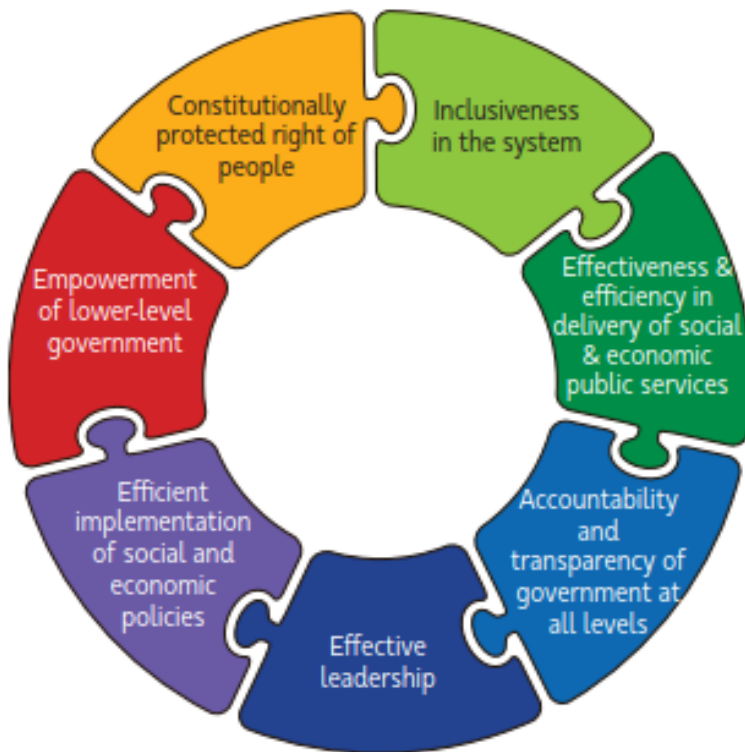 Constitutionally
protected right of
people
Inclusiveness
in the system
Effectiveness &
efficiency in
delivery of social
& economic
public services
Accountability
and
transparency of
government at
all levels
Effective
leadership
Efficient
implementation
of social and
economic
policies
Empowerment
of lower-level
government